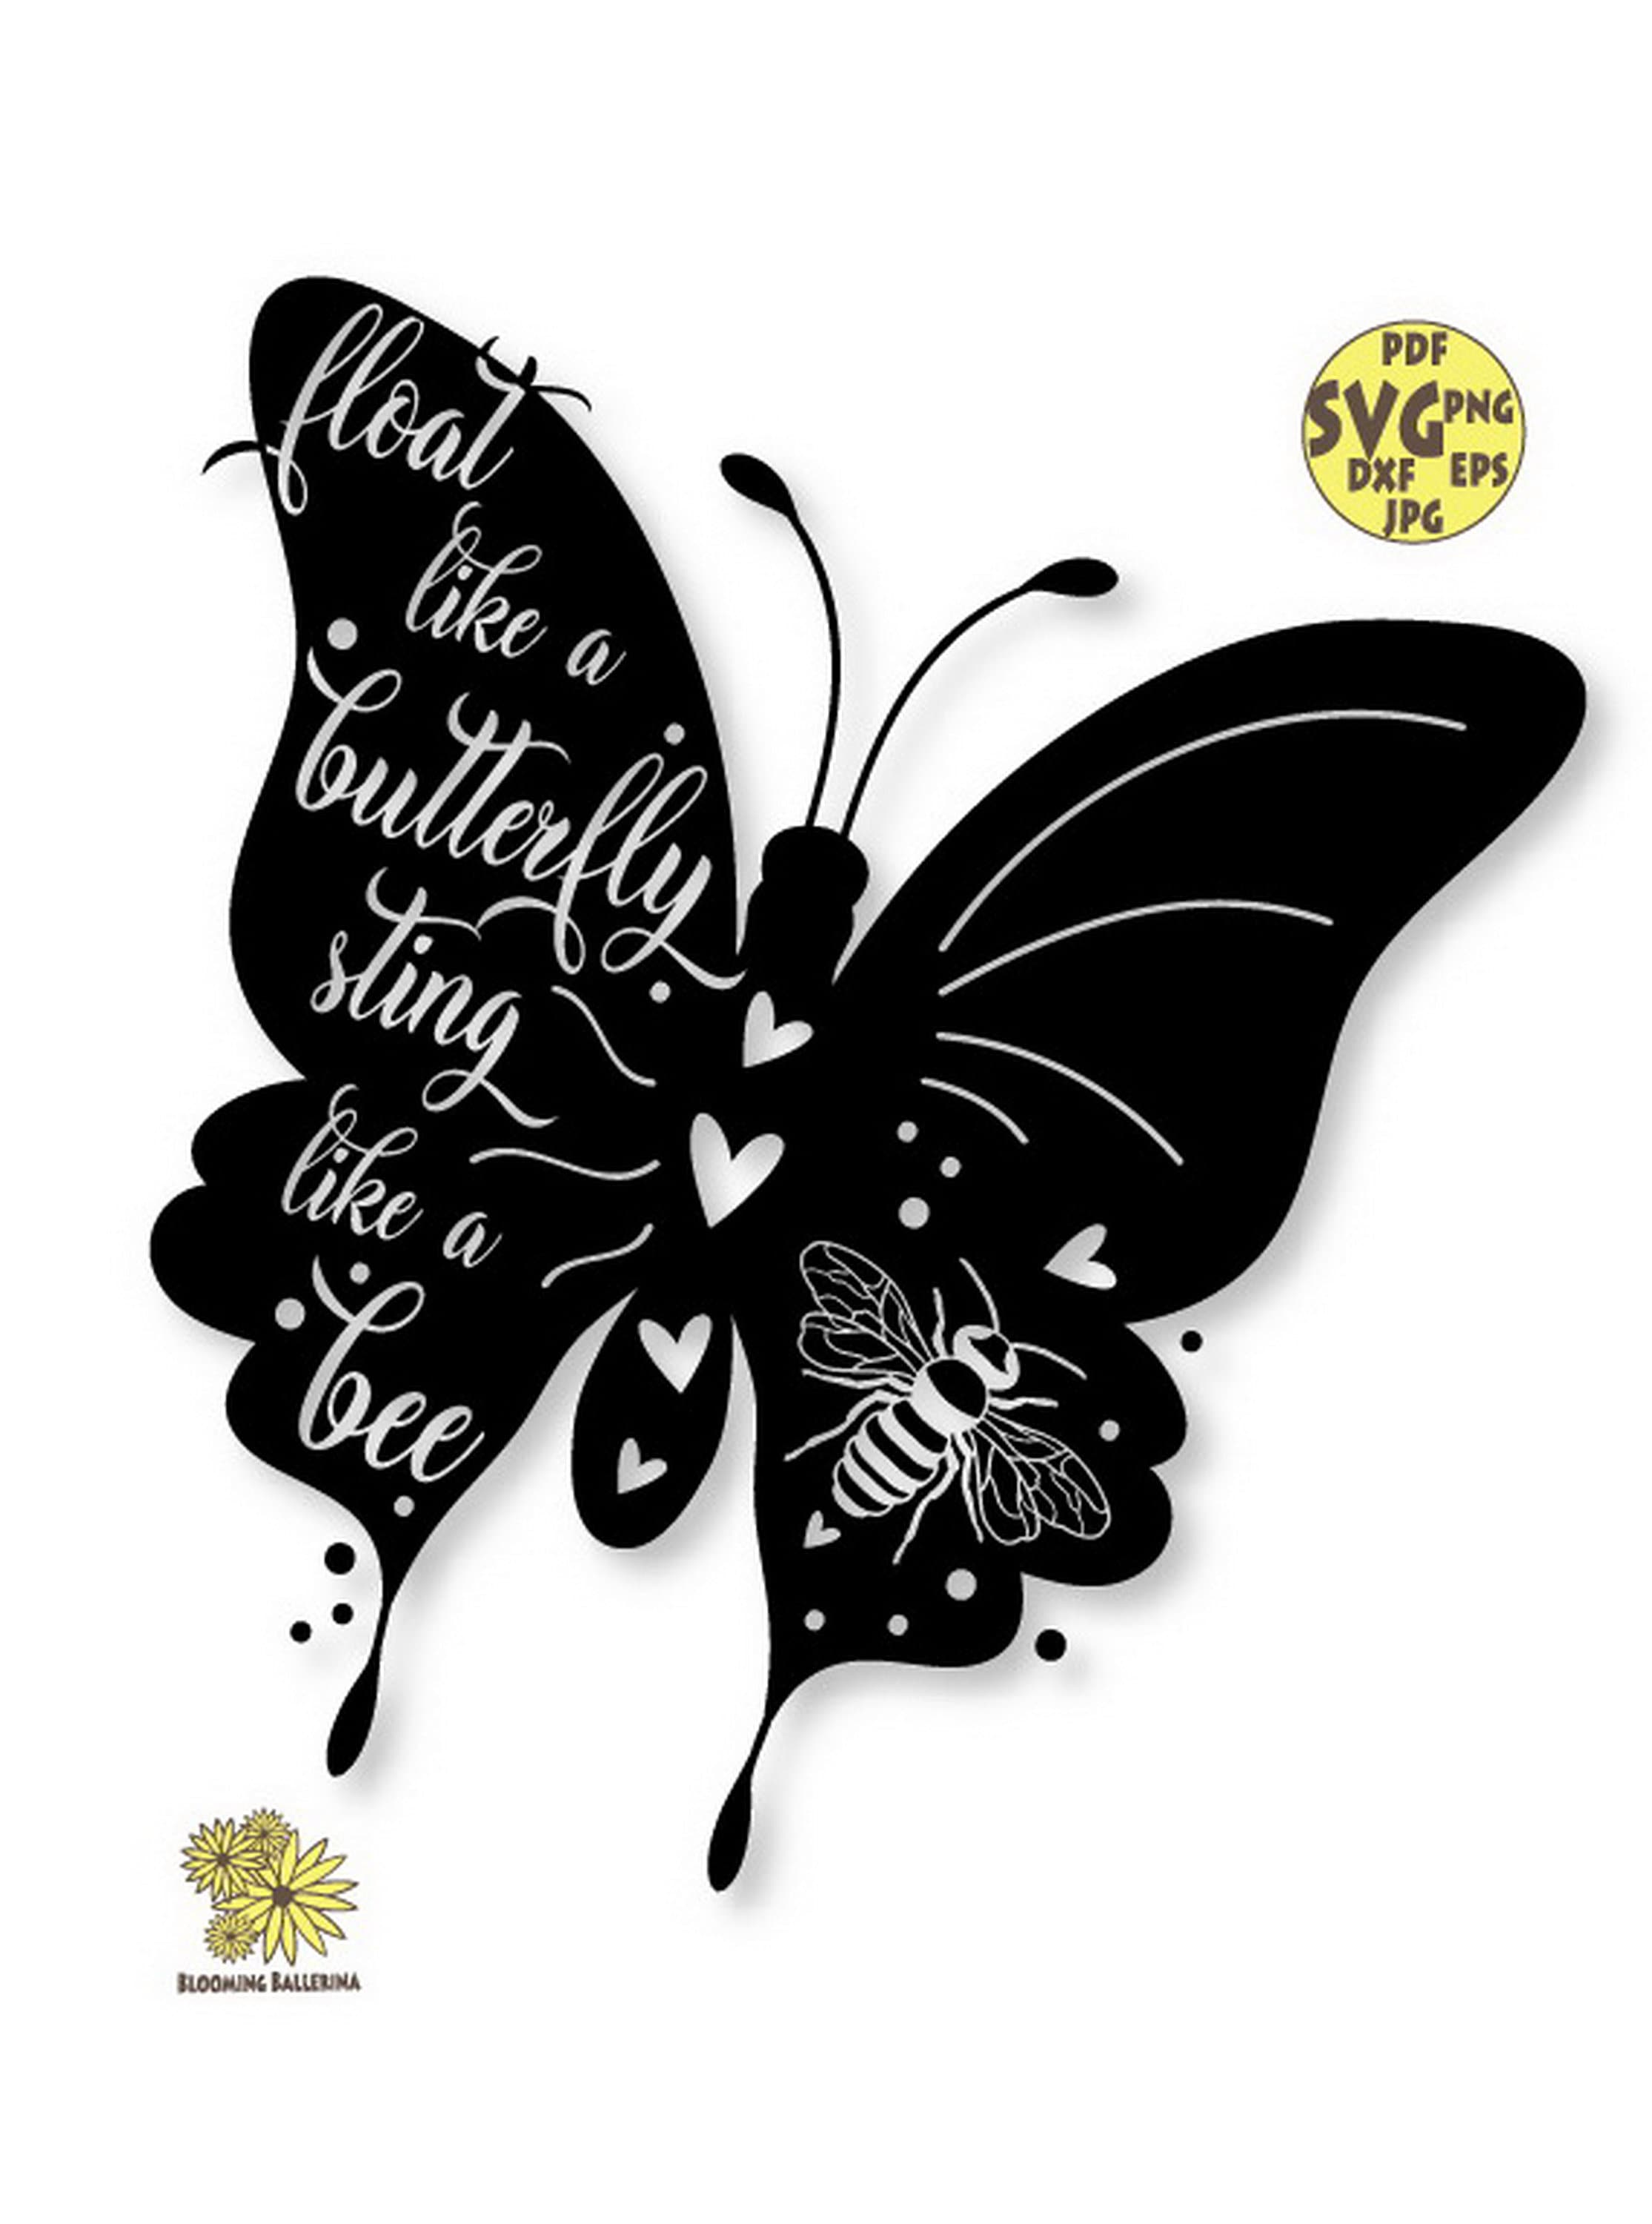 float
like a
butterfly
sting
like a
bee
PDF
SVG PNG
DXF EPS
JPG
BLOOMING BALLERINA